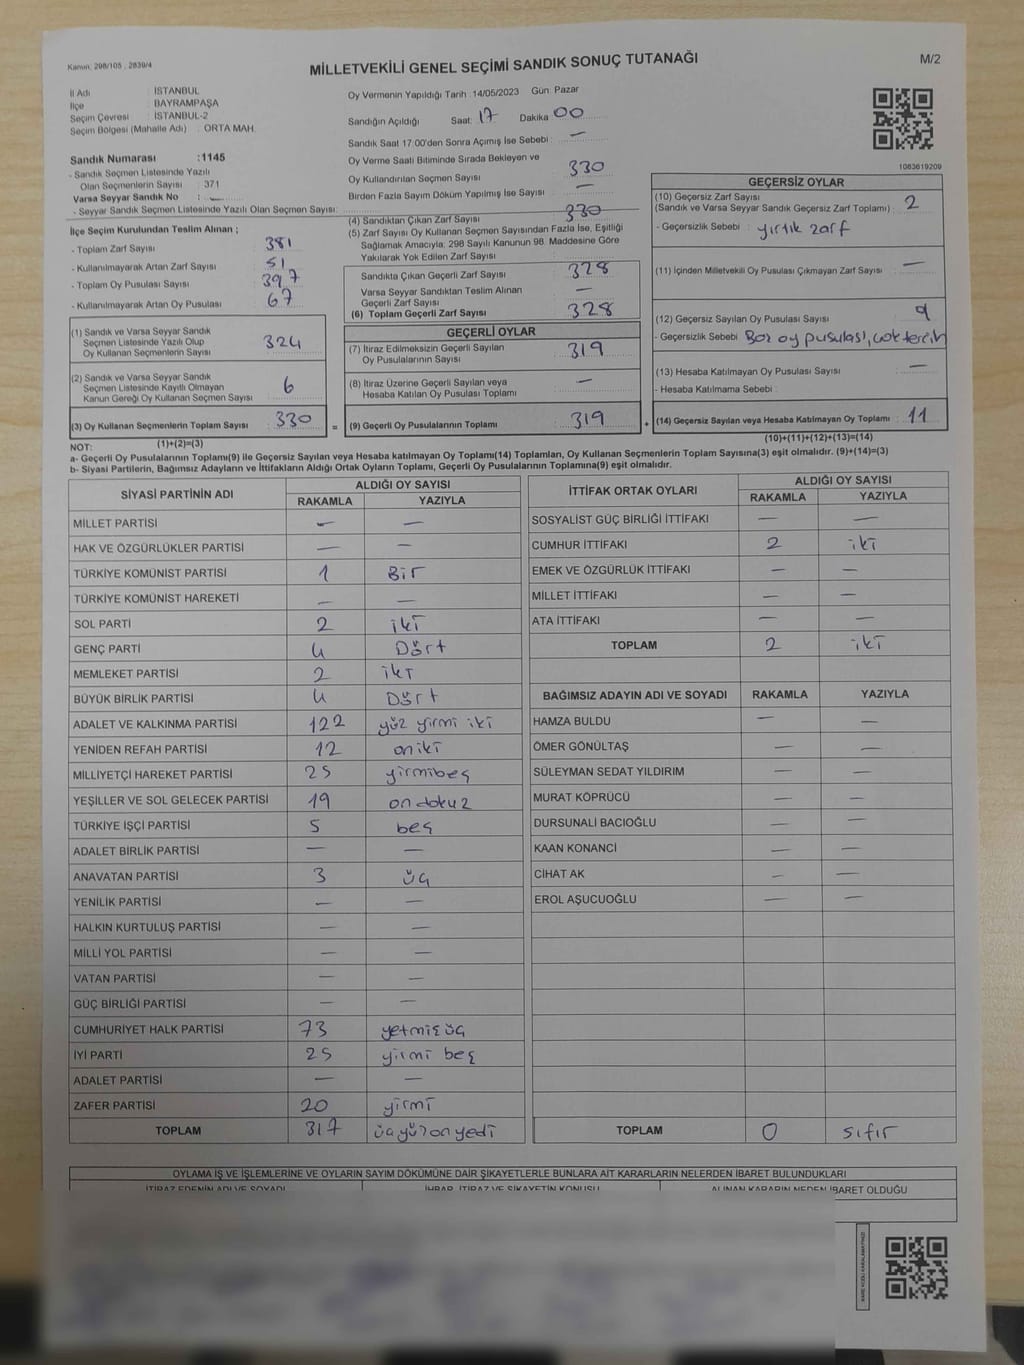 Kanun: 298/105 , 2839/4
MİLLETVEKİLİ GENEL SEÇİMİ SANDIK SONUÇ TUTANAĞI
M/2
İl Adı : İSTANBUL
İlçe : BAYRAMPAŞA
Seçim Çevresi : İSTANBUL-2
Seçim Bölgesi (Mahalle Adı) : ORTA MAH.
Sandık Numarası :1145
- Sandık Seçmen Listesinde Yazılı
Olan Seçmenlerin Sayısı : 371
Varsa Seyyar Sandık No : —
- Seyyar Sandık Seçmen Listesinde Yazılı Olan Seçmen Sayısı:
İlçe Seçim Kurulundan Teslim Alınan ;
- Toplam Zarf Sayısı 381
- Kullanılmayarak Artan Zarf Sayısı 51
- Toplam Oy Pusulası Sayısı 397
- Kullanılmayarak Artan Oy Pusulası 67
Oy Vermenin Yapıldığı Tarih :14/05/2023 Gün: Pazar
Sandığın Açıldığı Saat: 17 Dakika 00
Sandık Saat 17:00'den Sonra Açımış İse Sebebi : —
Oy Verme Saati Bitiminde Sırada Bekleyen ve
Oy Kullandırılan Seçmen Sayısı 330
Birden Fazla Sayım Döküm Yapılmış İse Sayısı —
(4) Sandıktan Çıkan Zarf Sayısı 330
(5) Zarf Sayısı Oy Kullanan Seçmen Sayısından Fazla İse, Eşitliği
Sağlamak Amacıyla; 298 Sayılı Kanunun 98. Maddesine Göre
Yakılarak Yok Edilen Zarf Sayısı
Sandıkta Çıkan Geçerli Zarf Sayısı 328
Varsa Seyyar Sandıktan Teslim Alınan
Geçerli Zarf Sayısı —
(6) Toplam Geçerli Zarf Sayısı 328
1083619209
GEÇERSİZ OYLAR
(10) Geçersiz Zarf Sayısı
(Sandık ve Varsa Seyyar Sandık Geçersiz Zarf Toplamı) : 2
- Geçersizlik Sebebi : yırtık zarf
(11) İçinden Milletvekili Oy Pusulası Çıkmayan Zarf Sayısı —
(12) Geçersiz Sayılan Oy Pusulası Sayısı 9
- Geçersizlik Sebebi Boz oy pusulası, çok tercih
(13) Hesaba Katılmayan Oy Pusulası Sayısı —
- Hesaba Katılmama Sebebi :
(14) Geçersiz Sayılan veya Hesaba Katılmayan Oy Toplamı 11
(10)+(11)+(12)+(13)=(14)
(1) Sandık ve Varsa Seyyar Sandık
Seçmen Listesinde Yazılı Olup
Oy Kullanan Seçmenlerin Sayısı 324
(2) Sandık ve Varsa Seyyar Sandık
Seçmen Listesinde Kayıtlı Olmayan
Kanun Gereği Oy Kullanan Seçmen Sayısı 6
(3) Oy Kullanan Seçmenlerin Toplam Sayısı 330 =
(1)+(2)=(3)
GEÇERLİ OYLAR
(7) İtiraz Edilmeksizin Geçerli Sayılan
Oy Pusulalarının Sayısı 319
(8) İtiraz Üzerine Geçerli Sayılan veya
Hesaba Katılan Oy Pusulası Toplamı —
(9) Geçerli Oy Pusulalarının Toplamı 319 +
NOT:
a- Geçerli Oy Pusulalarının Toplamı(9) ile Geçersiz Sayılan veya Hesaba katılmayan Oy Toplamı(14) Toplamları, Oy Kullanan Seçmenlerin Toplam Sayısına(3) eşit olmalıdır. (9)+(14)=(3)
b- Siyasi Partilerin, Bağımsız Adayların ve İttifakların Aldığı Ortak Oyların Toplamı, Geçerli Oy Pusulalarının Toplamına(9) eşit olmalıdır.
SİYASİ PARTİNİN ADI ALDIĞI OY SAYISI
RAKAMLA YAZIYLA
MİLLET PARTİSİ — —
HAK VE ÖZGÜRLÜKLER PARTİSİ — —
TÜRKİYE KOMÜNİST PARTİSİ 1 Bir
TÜRKİYE KOMÜNİST HAREKETİ — —
SOL PARTİ 2 iki
GENÇ PARTİ 4 Dört
MEMLEKET PARTİSİ 2 iki
BÜYÜK BİRLİK PARTİSİ 4 Dört
ADALET VE KALKINMA PARTİSİ 122 yüz yirmi iki
YENİDEN REFAH PARTİSİ 12 oniki
MİLLİYETÇİ HAREKET PARTİSİ 25 yirmibeş
YEŞİLLER VE SOL GELECEK PARTİSİ 19 on dokuz
TÜRKİYE İŞÇİ PARTİSİ 5 beş
ADALET BİRLİK PARTİSİ — —
ANAVATAN PARTİSİ 3 üç
YENİLİK PARTİSİ — —
HALKIN KURTULUŞ PARTİSİ — —
MİLLİ YOL PARTİSİ — —
VATAN PARTİSİ — —
GÜÇ BİRLİĞİ PARTİSİ — —
CUMHURİYET HALK PARTİSİ 73 yetmişüç
İYİ PARTİ 25 yirmi beş
ADALET PARTİSİ — —
ZAFER PARTİSİ 20 yirmi
TOPLAM 317 üçyüzonyedi
İTTİFAK ORTAK OYLARI ALDIĞI OY SAYISI
RAKAMLA YAZIYLA
SOSYALİST GÜÇ BİRLİĞİ İTTİFAKI — —
CUMHUR İTTİFAKI 2 iki
EMEK VE ÖZGÜRLÜK İTTİFAKI — —
MİLLET İTTİFAKI — —
ATA İTTİFAKI — —
TOPLAM 2 iki
BAĞIMSIZ ADAYIN ADI VE SOYADI RAKAMLA YAZIYLA
HAMZA BULDU — —
ÖMER GÖNÜLTAŞ — —
SÜLEYMAN SEDAT YILDIRIM — —
MURAT KÖPRÜCÜ — —
DURSUNALİ BACIOĞLU — —
KAAN KONANCİ — —
CİHAT AK — —
EROL AŞUCUOĞLU — —
TOPLAM 0 sıfır
OYLAMA İŞ VE İŞLEMLERİNE VE OYLARIN SAYIM DÖKÜMÜNE DAİR ŞİKAYETLERLE BUNLARA AİT KARARLARIN NELERDEN İBARET BULUNDUKLARI
İTİRAZ EDENİN ADI VE SOYADI İHBAR, İTİRAZ VE ŞİKAYETİN KONUSU ALINAN KARARIN NEDEN İBARET OLDUĞU